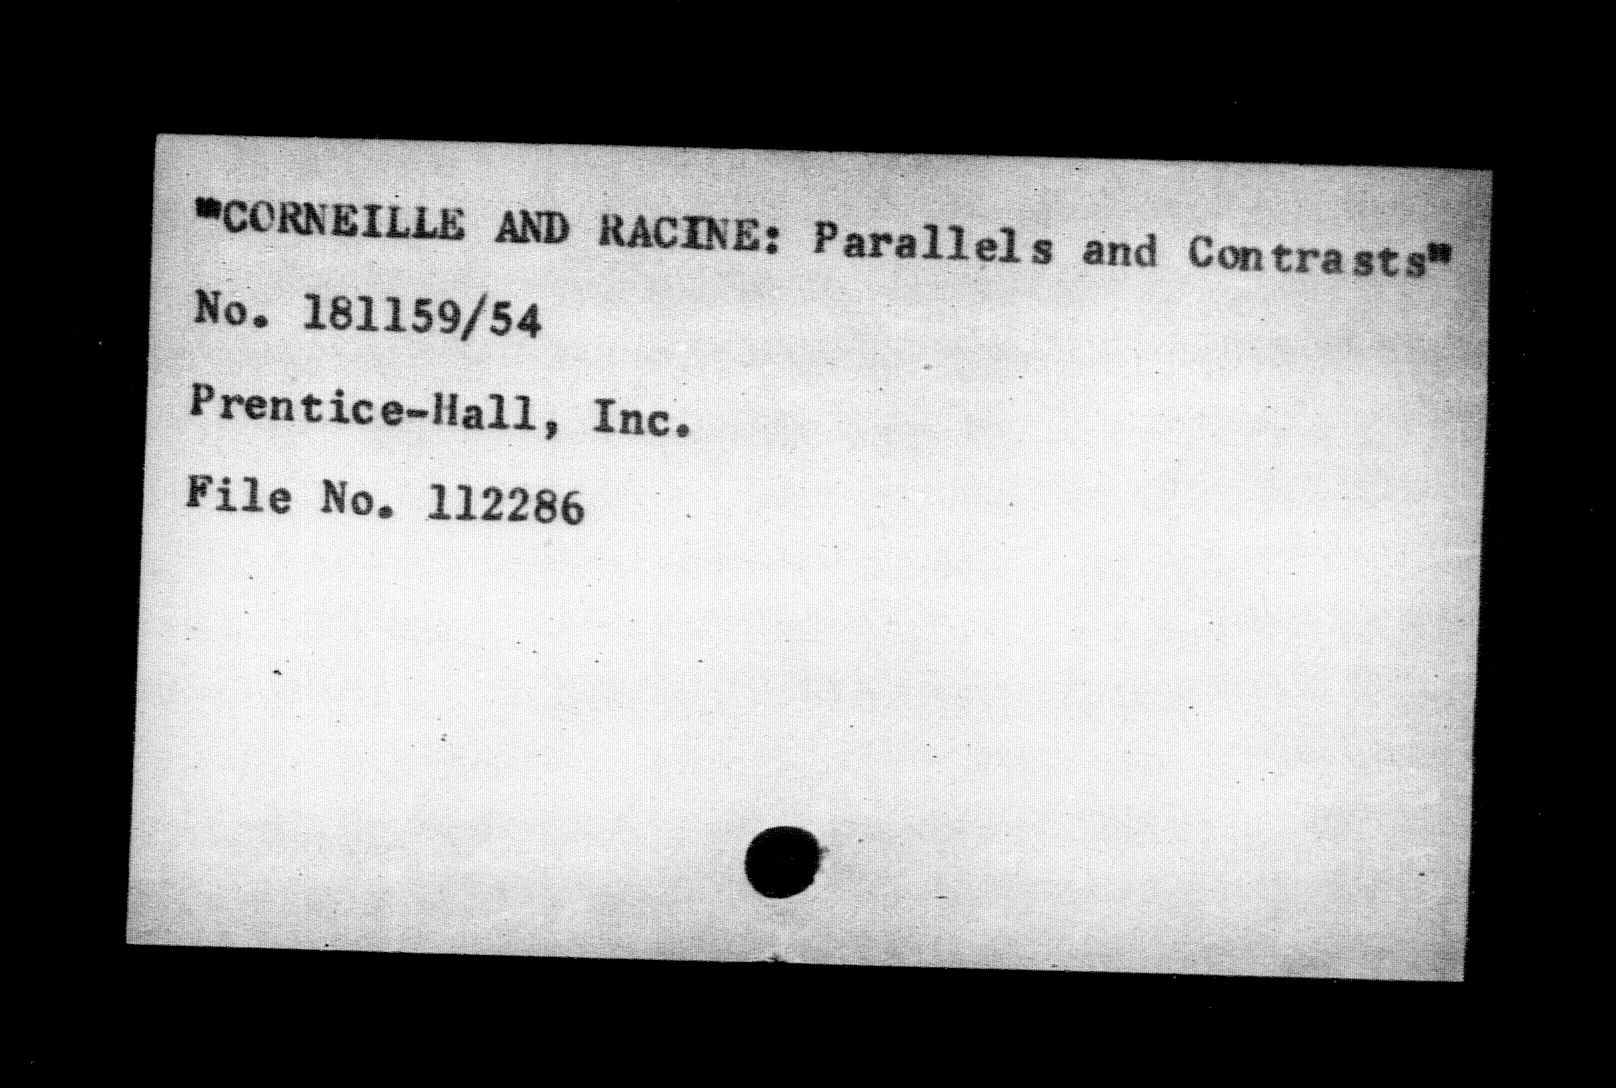 "CORNEILLE AND RACINE: Parallels and Contrasts"
No. 181159/54
Prentice-Hall, Inc.
File No. 112286